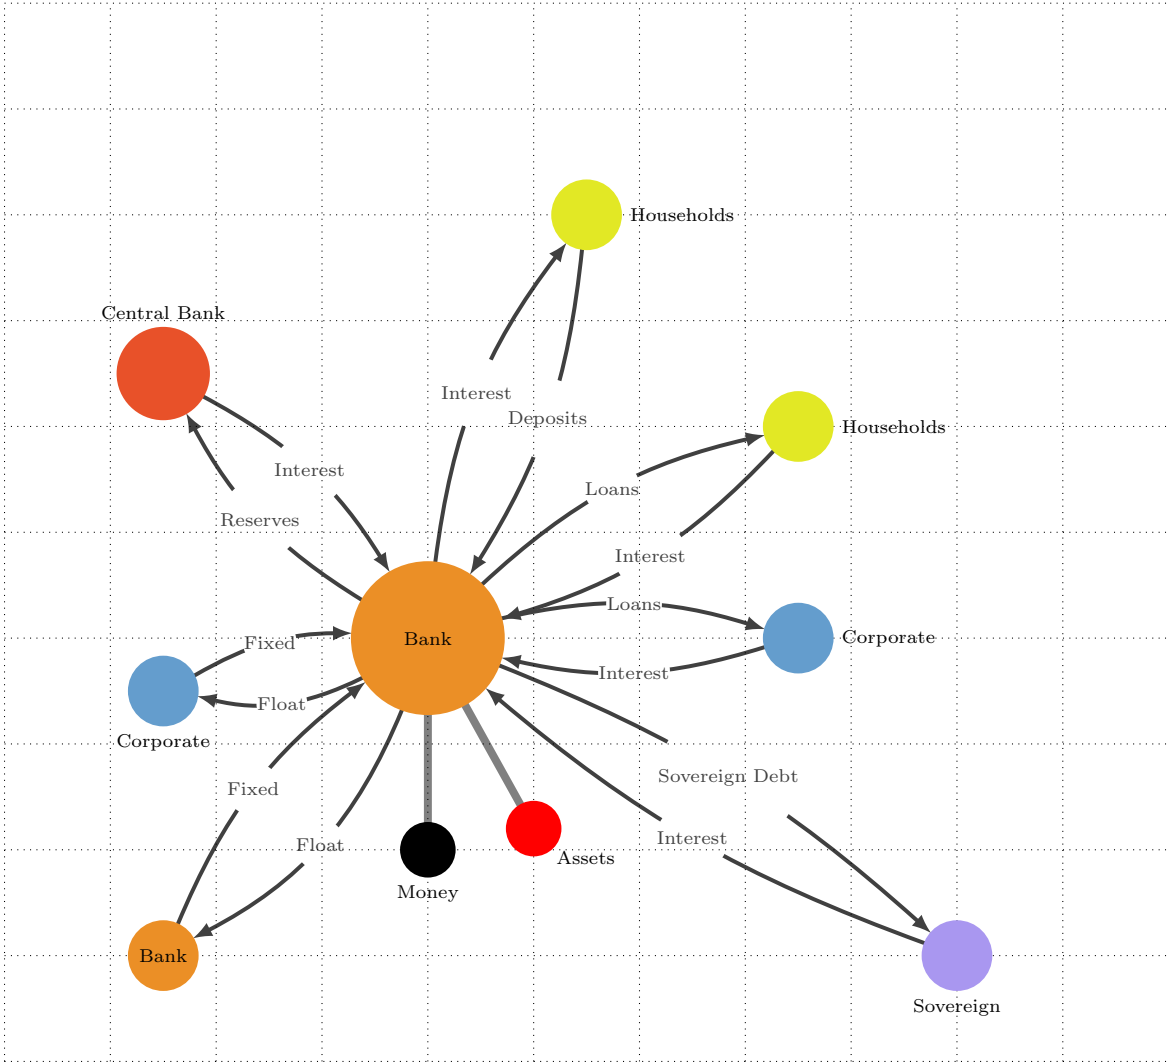 Households
Central Bank
Interest
Deposits
Households
Interest
Loans
Reserves
Interest
Loans
Bank
Corporate
Fixed
Interest
Float
Corporate
Sovereign Debt
Fixed
Interest
Float
Assets
Money
Bank
Sovereign